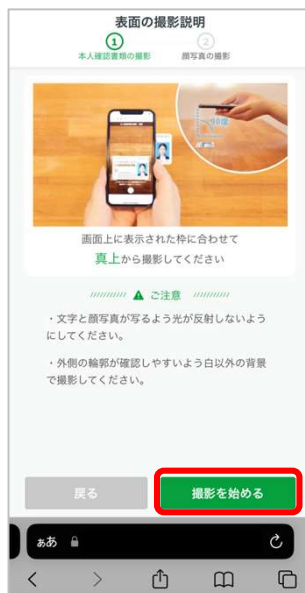 表面の撮影説明
1
2
本人確認書類の撮影
顔写真の撮影
90度
画面上に表示された枠に合わせて
真上から撮影してください
ご注意
・文字と顔写真が写るよう光が反射しないよう
にしてください。
・外側の輪郭が確認しやすいよう白以外の背景
で撮影してください。
戻る
撮影を始める
ぁあ